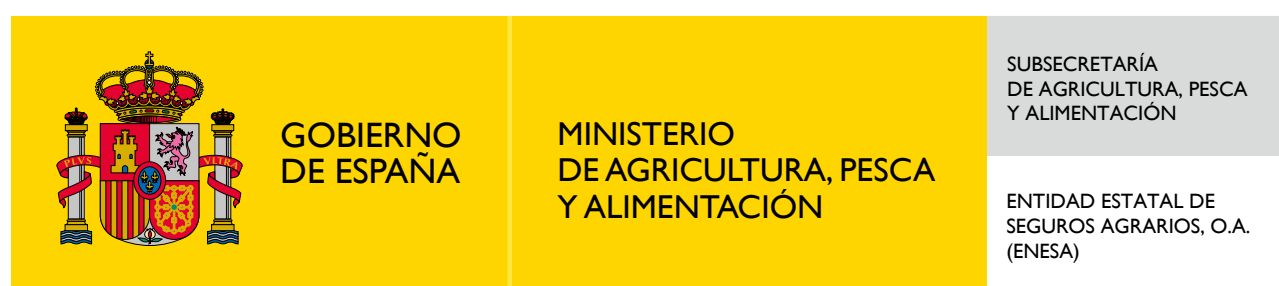 PLVS
VLTRA
GOBIERNO
DE ESPAÑA
MINISTERIO
DE AGRICULTURA, PESCA
Y ALIMENTACIÓN
SUBSECRETARÍA
DE AGRICULTURA, PESCA
Y ALIMENTACIÓN
ENTIDAD ESTATAL DE
SEGUROS AGRARIOS, O.A.
(ENESA)